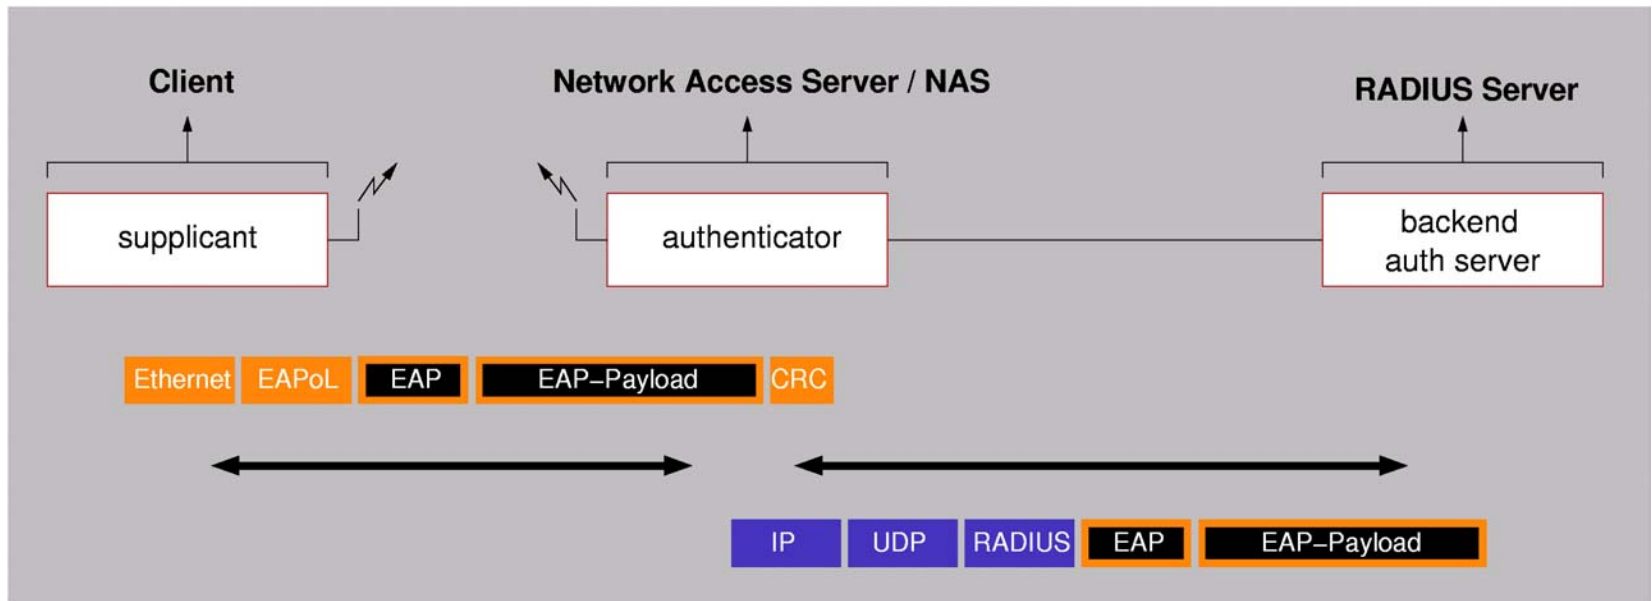 Client
Network Access Server / NAS
RADIUS Server
supplicant
authenticator
backend
auth server
Ethernet EAPoL EAP EAP−Payload CRC
IP UDP RADIUS EAP EAP−Payload